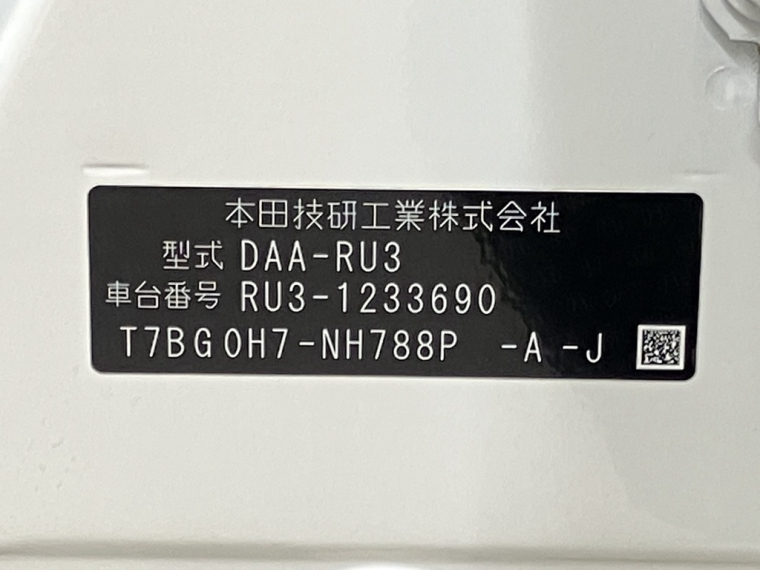 本田技研工業株式会社
型式 DAA-RU3
車台番号 RU3-1233690
T7BG0H7-NH788P -A -J